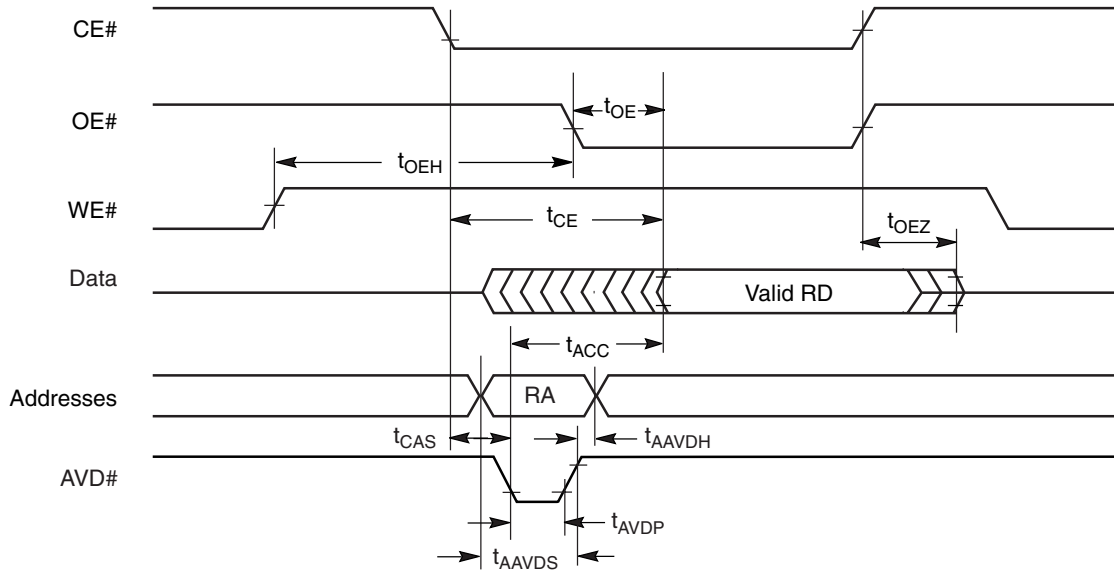 CE#
OE#
tOE
tOEH
WE#
tCE
tOEZ
Data
Valid RD
tACC
Addresses
RA
tCAS
tAAVDH
AVD#
tAVDP
tAAVDS